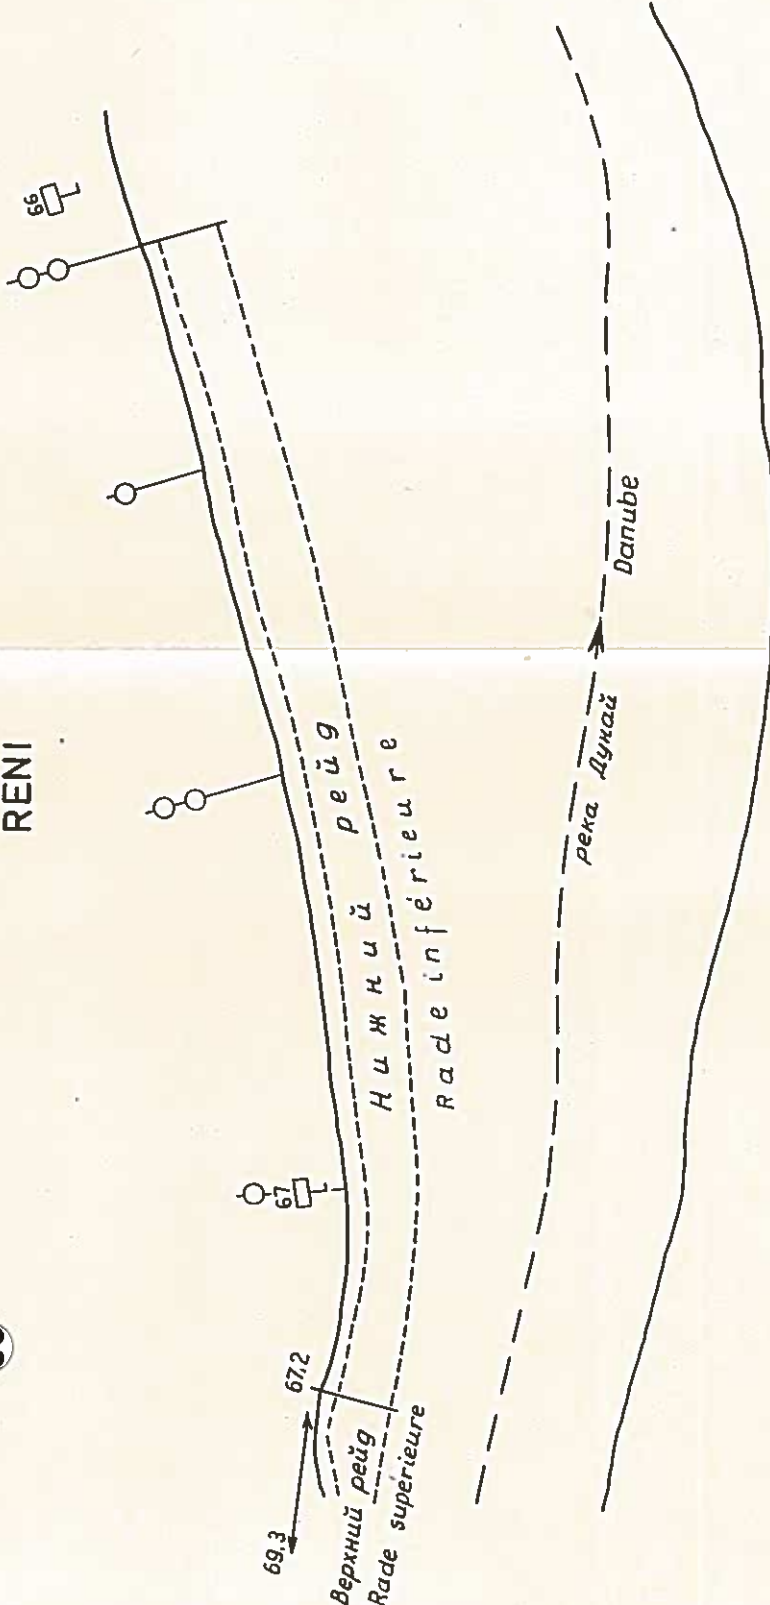 RENI
66
67
67,2
69,3
Нижний рейд
Rade inférieure
Верхний рейд
Rade supérieure
река Дунай
Danube